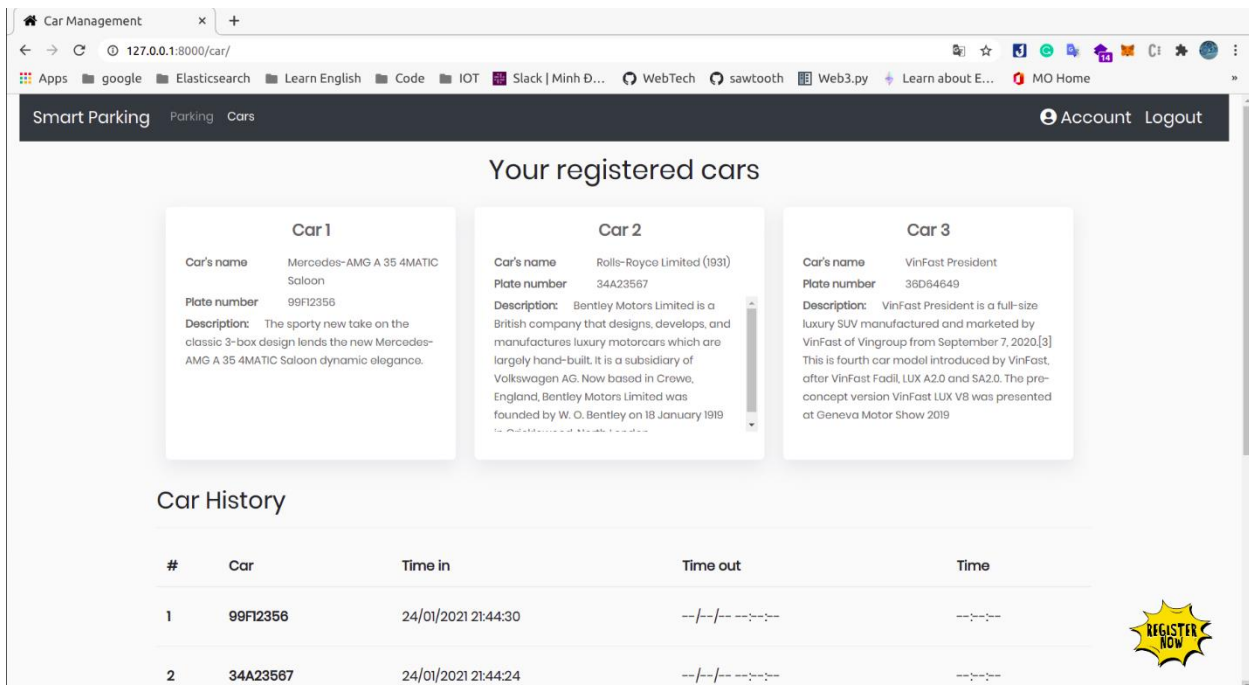 Car Management × +
127.0.0.1:8000/car/
14
Apps google Elasticsearch Learn English Code IOT Slack | Minh Đ... WebTech sawtooth Web3.py Learn about E... MO Home »
Smart Parking Parking Cars Account Logout
Your registered cars
Car 1
Car's name Mercedes-AMG A 35 4MATIC
Saloon
Plate number 99F12356
Description: The sporty new take on the
classic 3-box design lends the new Mercedes-
AMG A 35 4MATIC Saloon dynamic elegance.
Car 2
Car's name Rolls-Royce Limited (1931)
Plate number 34A23567
Description: Bentley Motors Limited is a
British company that designs, develops, and
manufactures luxury motorcars which are
largely hand-built. It is a subsidiary of
Volkswagen AG. Now based in Crewe,
England, Bentley Motors Limited was
founded by W. O. Bentley on 18 January 1919
in Cricklewood, North London
Car 3
Car's name VinFast President
Plate number 36D64649
Description: VinFast President is a full-size
luxury SUV manufactured and marketed by
VinFast of Vingroup from September 7, 2020.[3]
This is fourth car model introduced by VinFast,
after VinFast Fadil, LUX A2.0 and SA2.0. The pre-
concept version VinFast LUX V8 was presented
at Geneva Motor Show 2019
Car History
# Car Time in Time out Time
1 99F12356 24/01/2021 21:44:30 --/--/-- --:--:-- --:--:--
REGISTER
NOW
2 34A23567 24/01/2021 21:44:24 --/--/-- --:--:-- --:--:--